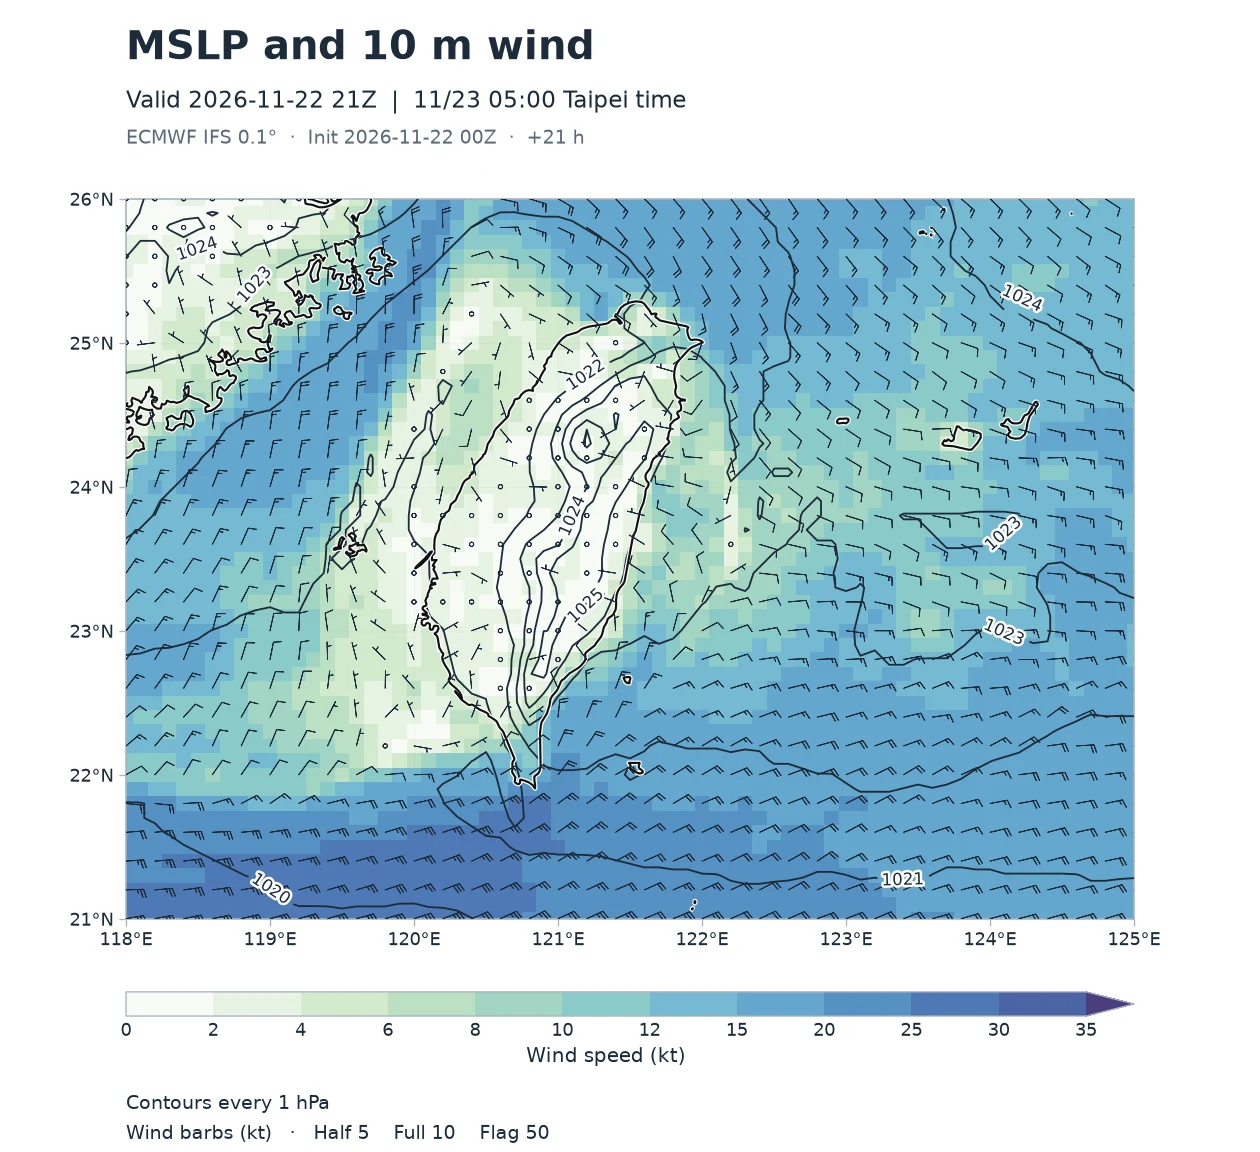 MSLP and 10 m wind
Valid 2026-11-22 21Z | 11/23 05:00 Taipei time
ECMWF IFS 0.1° · Init 2026-11-22 00Z · +21 h
26°N
25°N
24°N
23°N
22°N
21°N
1024
1023
1024
1022
1024
1023
1025
1023
1020
1021
118°E 119°E 120°E 121°E 122°E 123°E 124°E 125°E
0 2 4 6 8 10 12 15 20 25 30 35
Wind speed (kt)
Contours every 1 hPa
Wind barbs (kt) · Half 5 Full 10 Flag 50